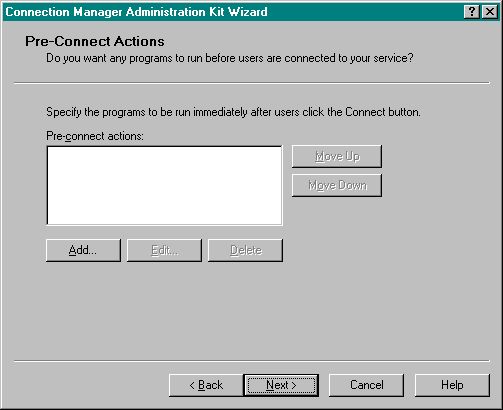 Connection Manager Administration Kit Wizard
Pre-Connect Actions
Do you want any programs to run before users are connected to your service?
Specify the programs to be run immediately after users click the Connect button.
Pre-connect actions:
Move Up
Move Down
Add... Edit... Delete
< Back Next > Cancel Help